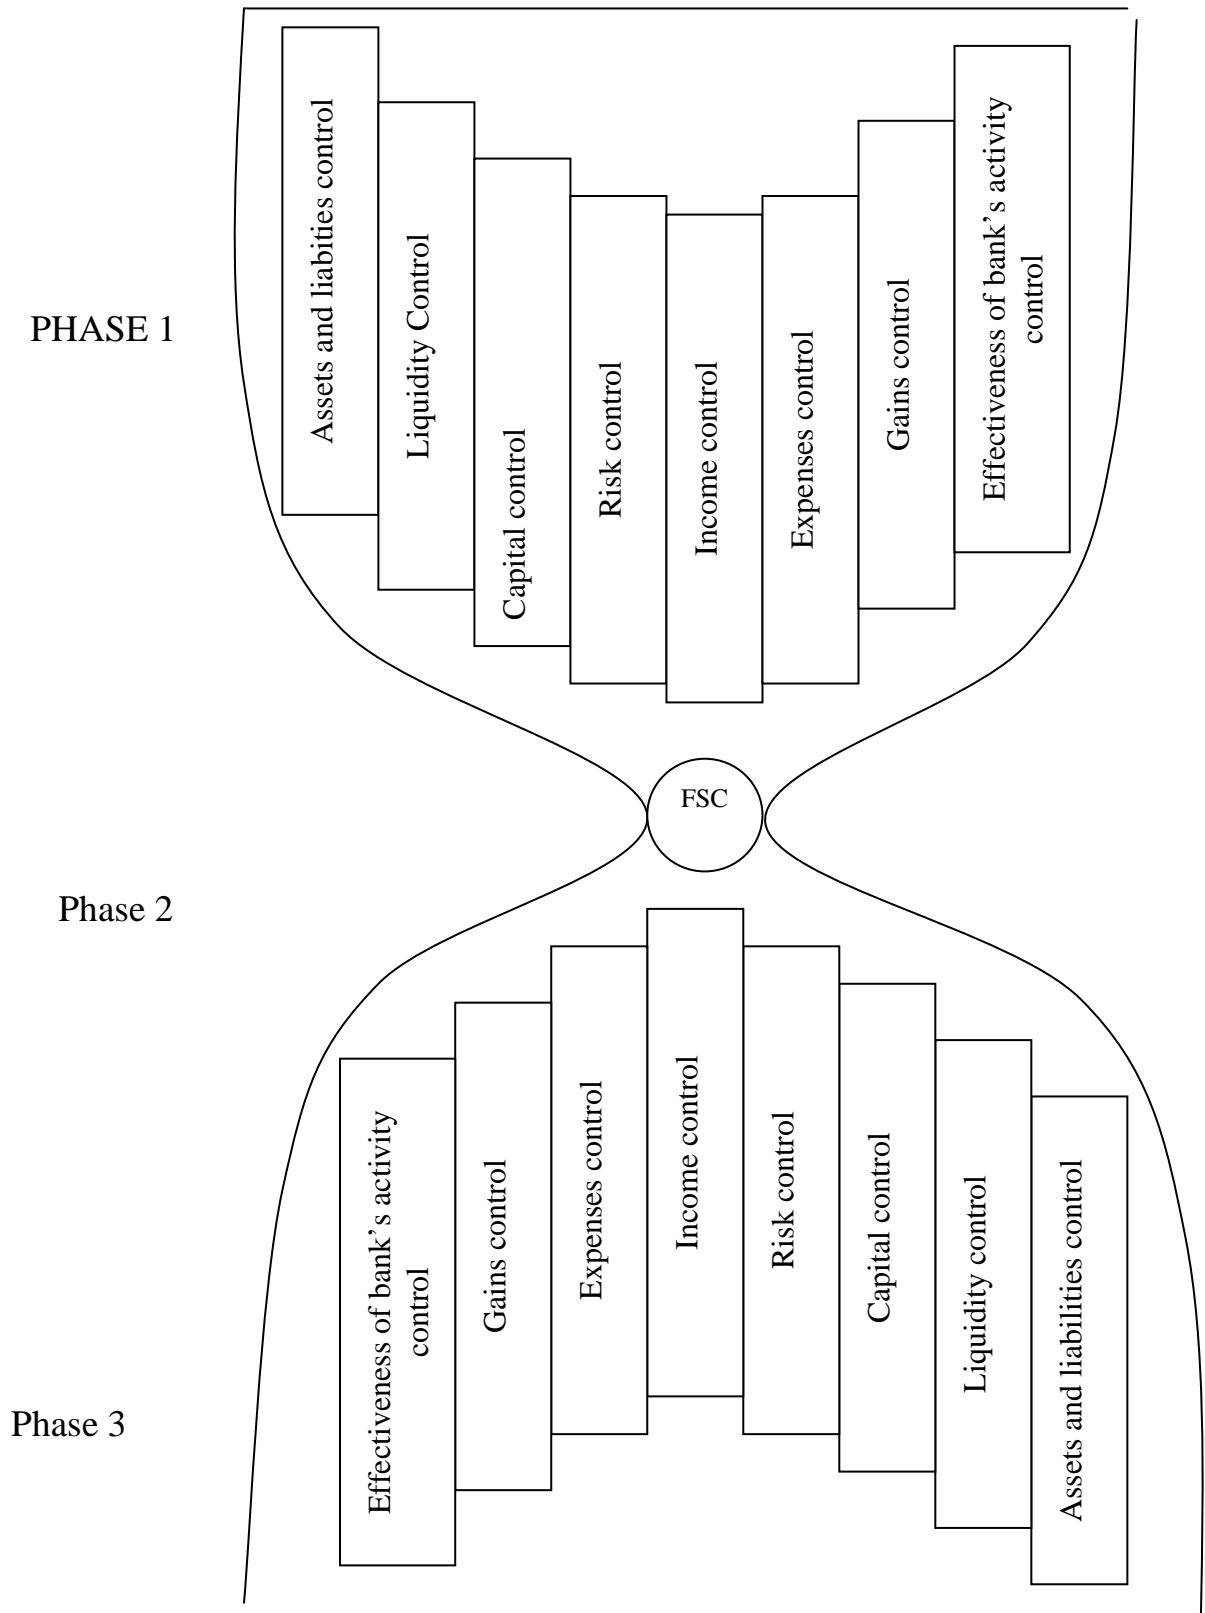 PHASE 1
Assets and liabities control
Liquidity Control
Capital control
Risk control
Income control
Expenses control
Gains control
Effectiveness of bank’s activity
control
FSC
Phase 2
Phase 3
Effectiveness of bank’s activity
control
Gains control
Expenses control
Income control
Risk control
Capital control
Liquidity control
Assets and liabilities control